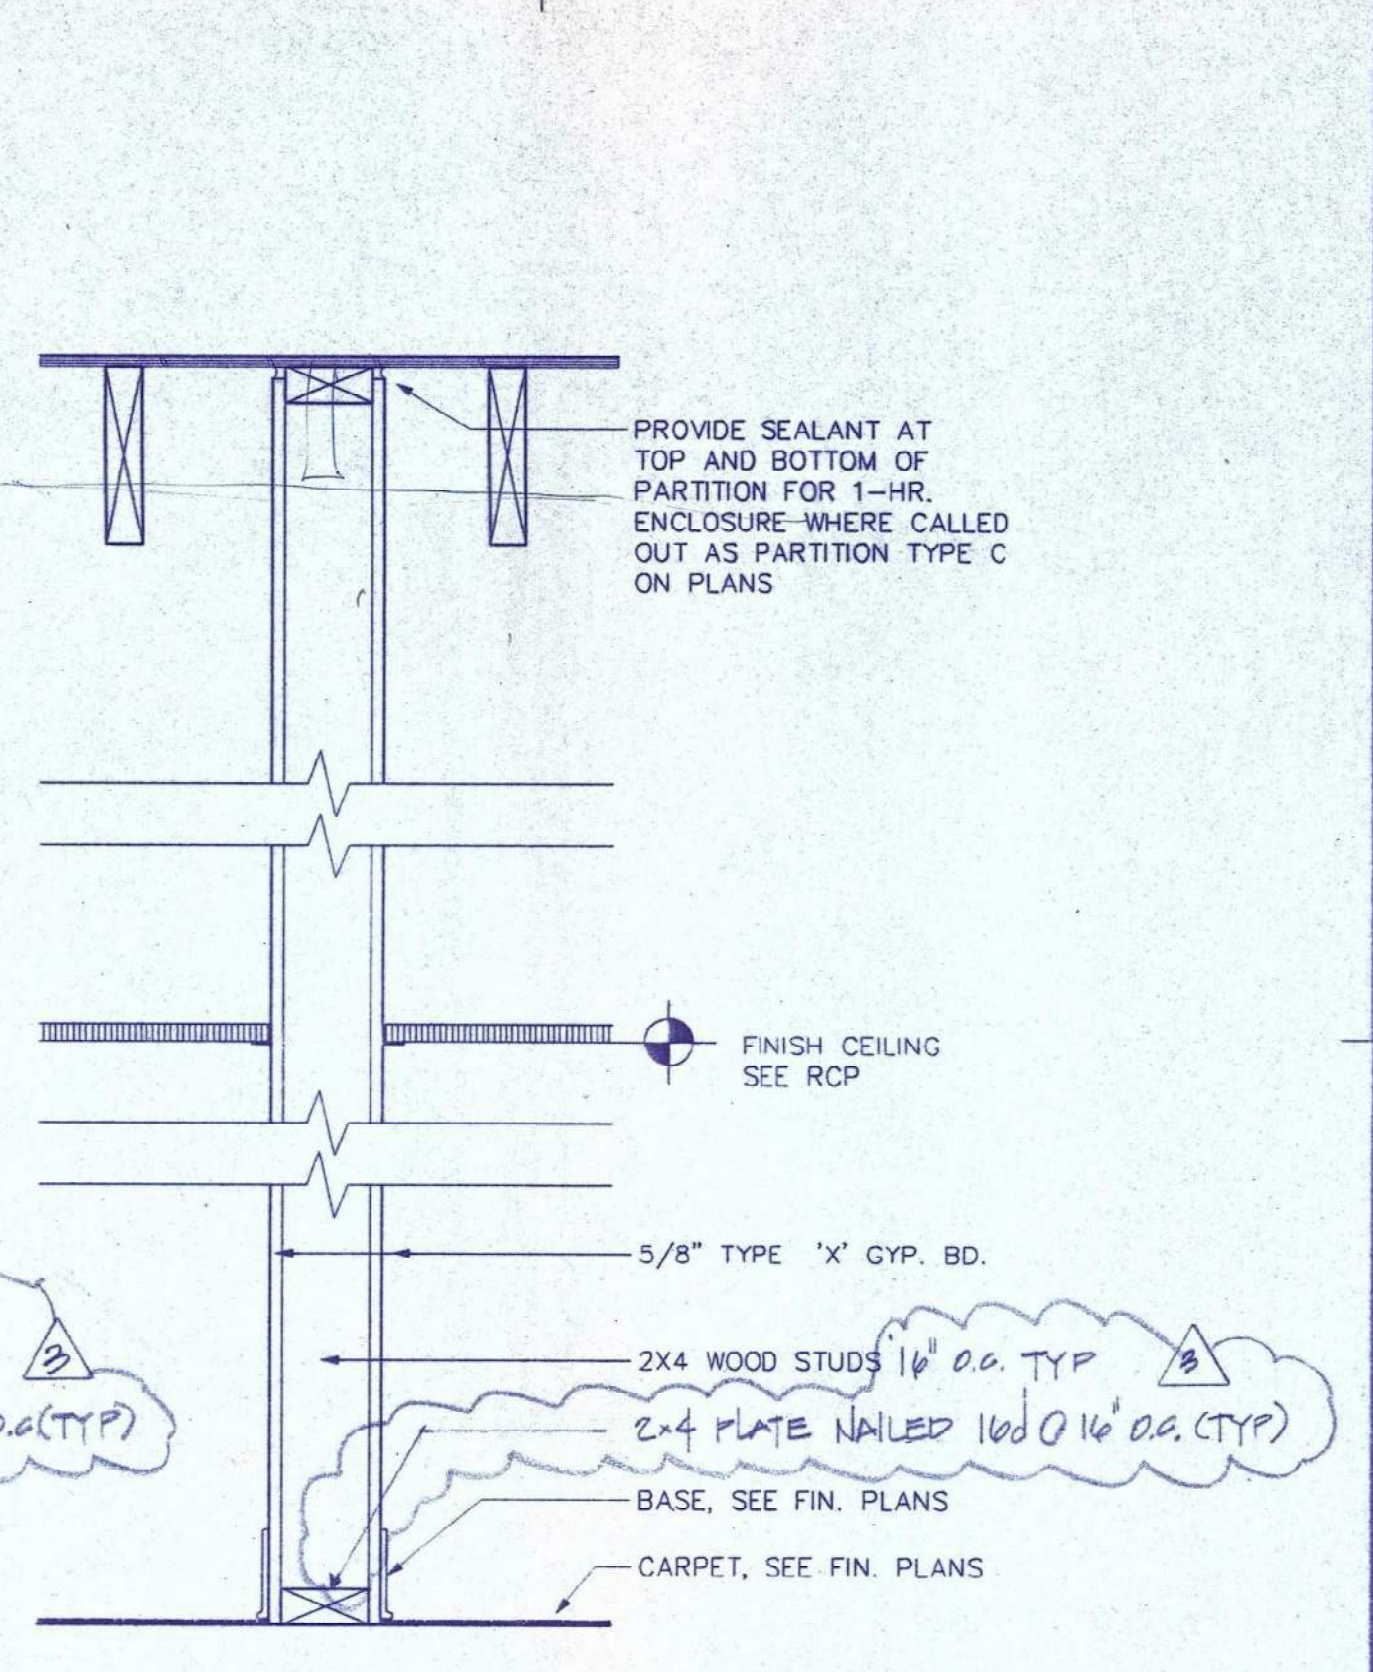 PROVIDE SEALANT AT
TOP AND BOTTOM OF
PARTITION FOR 1-HR.
ENCLOSURE WHERE CALLED
OUT AS PARTITION TYPE C
ON PLANS
FINISH CEILING
SEE RCP
5/8" TYPE 'X' GYP. BD.
3
2X4 WOOD STUDS 16" O.C. TYP 3
O.C.(TYP)
2x4 PLATE NAILED 16d @ 16" O.C. (TYP)
BASE, SEE FIN. PLANS
CARPET, SEE FIN. PLANS